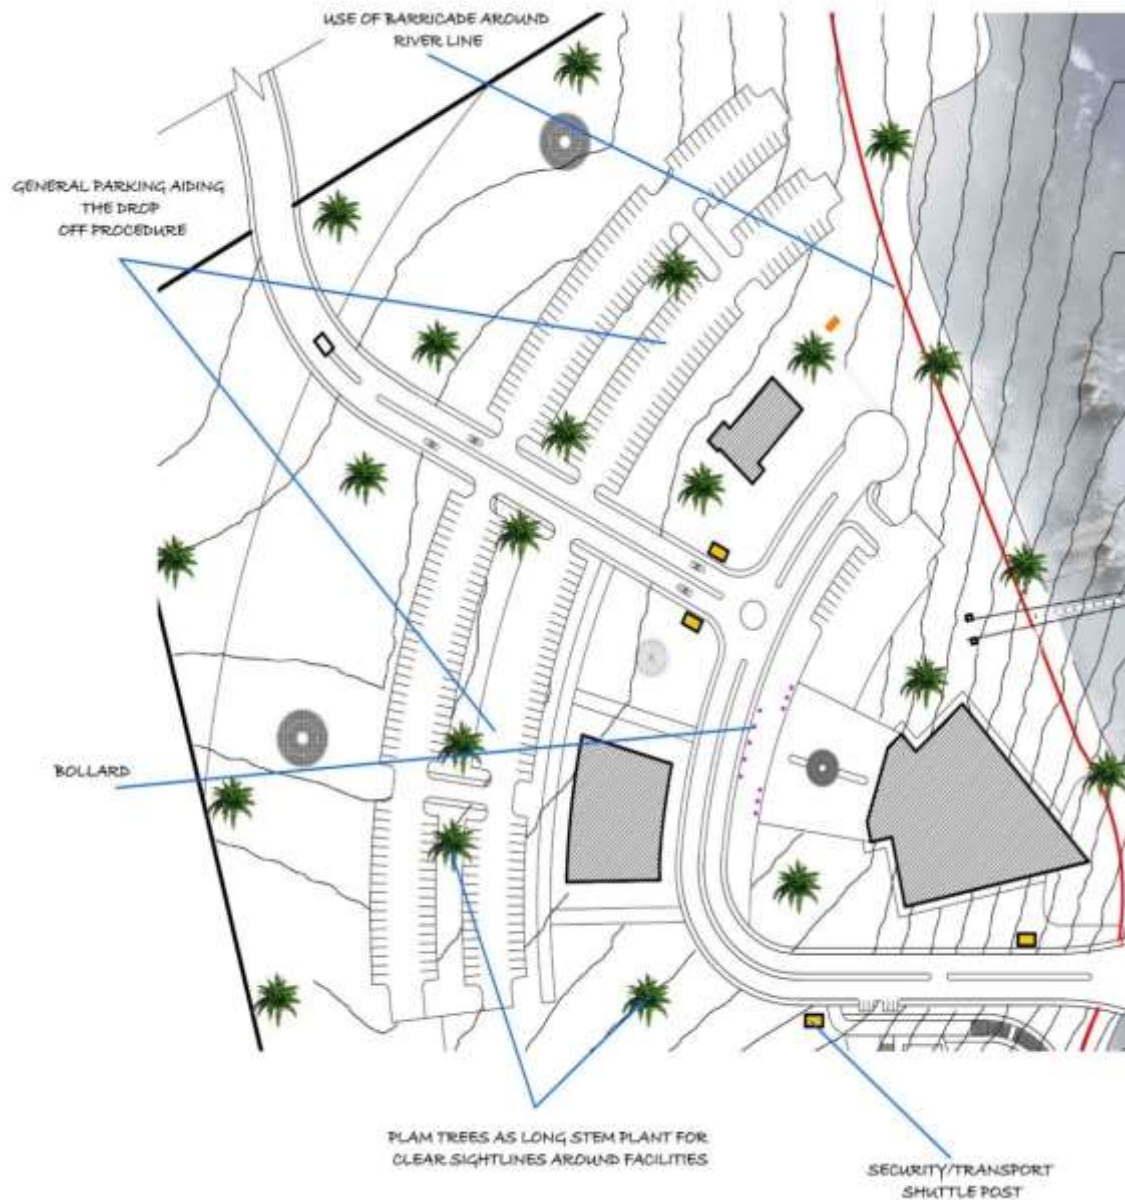 USE OF BARRICADE AROUND
RIVER LINE
GENERAL PARKING AIDING
THE DROP
OFF PROCEDURE
BOLLARD
PLAM TREES AS LONG STEM PLANT FOR
CLEAR SIGHTLINES AROUND FACILITIES
SECURITY/TRANSPORT
SHUTTLE POST